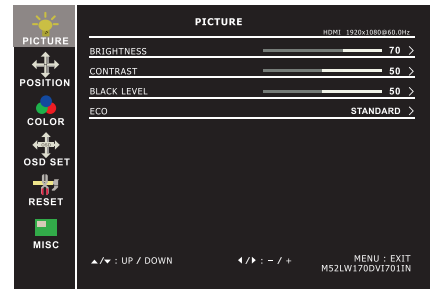 PICTURE
HDMI 1920x1080@60.0Hz
PICTURE
POSITION
COLOR
OSD SET
RESET
MISC
BRIGHTNESS 70 >
CONTRAST 50 >
BLACK LEVEL 50 >
ECO STANDARD >
▲/▼ : UP / DOWN ◀/▶ : - / + MENU : EXIT
M52LW170DVI701IN